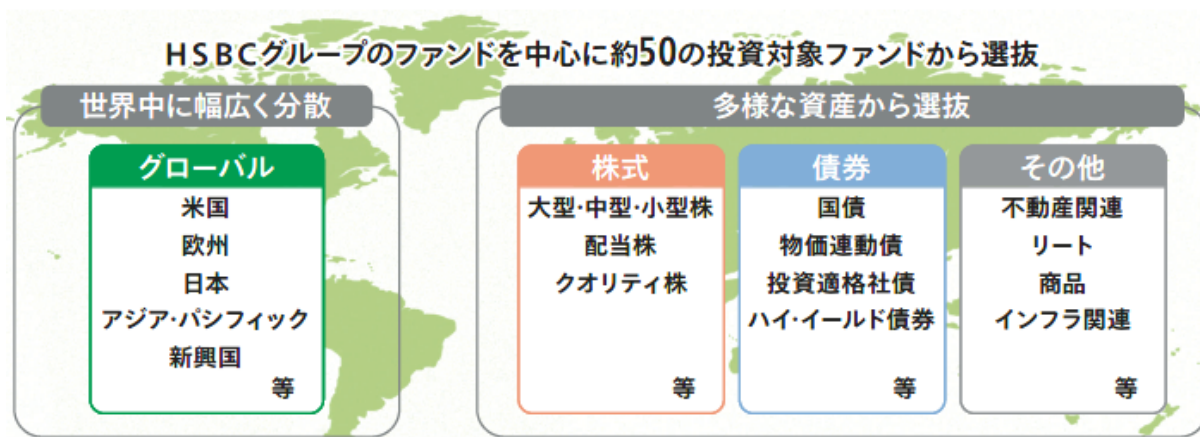 HSBCグループのファンドを中心に約50の投資対象ファンドから選抜
世界中に幅広く分散
グローバル
米国
欧州
日本
アジア・パシフィック
新興国
等
多様な資産から選抜
株式
大型・中型・小型株
配当株
クオリティ株
等
債券
国債
物価連動債
投資適格社債
ハイ・イールド債券
等
その他
不動産関連
リート
商品
インフラ関連
等